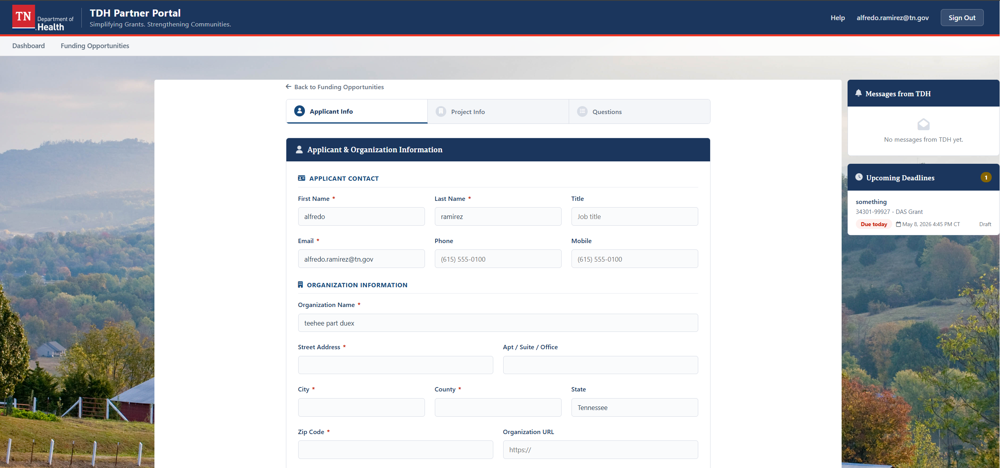 TN
Department of
Health
TDH Partner Portal
Simplifying Grants. Strengthening Communities.
Help
alfredo.ramirez@tn.gov
Sign Out
Dashboard
Funding Opportunities
Back to Funding Opportunities
Applicant Info
Project Info
Questions
Applicant & Organization Information
APPLICANT CONTACT
First Name *
Last Name *
Title
alfredo
ramirez
Job title
Email *
Phone
Mobile
alfredo.ramirez@tn.gov
(615) 555-0100
(615) 555-0100
ORGANIZATION INFORMATION
Organization Name *
teehee part duex
Street Address *
Apt / Suite / Office
City *
County *
State
Tennessee
Zip Code *
Organization URL
https://
Messages from TDH
No messages from TDH yet.
Upcoming Deadlines
1
something
34301-99927 - DAS Grant
Due today
May 8, 2026 4:45 PM CT
Draft